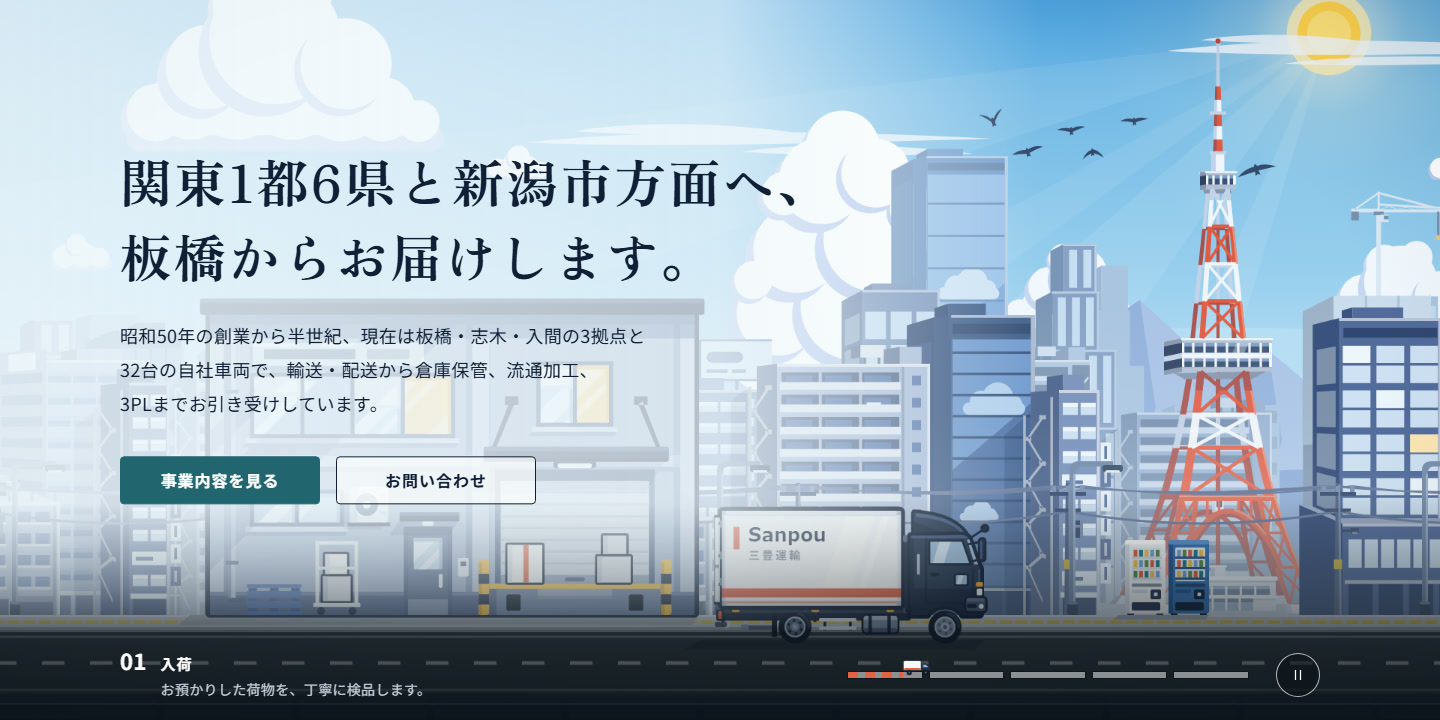 関東1都6県と新潟市方面へ、
板橋からお届けします。
昭和50年の創業から半世紀、現在は板橋・志木・入間の3拠点と
32台の自社車両で、輸送・配送から倉庫保管、流通加工、
3PLまでお引き受けしています。
事業内容を見る
お問い合わせ
Sanpou
三豊運輸
01 入荷
お預かりした荷物を、丁寧に検品します。